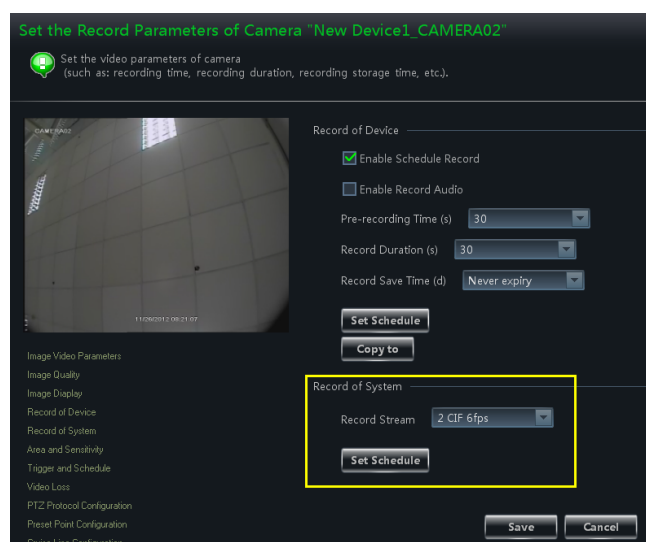 Set the Record Parameters of Camera "New Device1_CAMERA02"
Set the video parameters of camera
(such as: recording time, recording duration, recording storage time, etc.).
CAMERA02
11/28/2012 08:21:07
Image Video Parameters
Image Quality
Image Diaplay
Record of Device
Record of System
Area and Sensitivity
Trigger and Schedule
Video Loss
PTZ Protocol Configuration
Preset Point Configuration
Record of Device
Enable Schedule Record
Enable Record Audio
Pre-recording Time (s) 30
Record Duration (s) 30
Record Save Time (d) Never expiry
Set Schedule
Copy to
Record of System
Record Stream 2 CIF 6fps
Set Schedule
Save Cancel